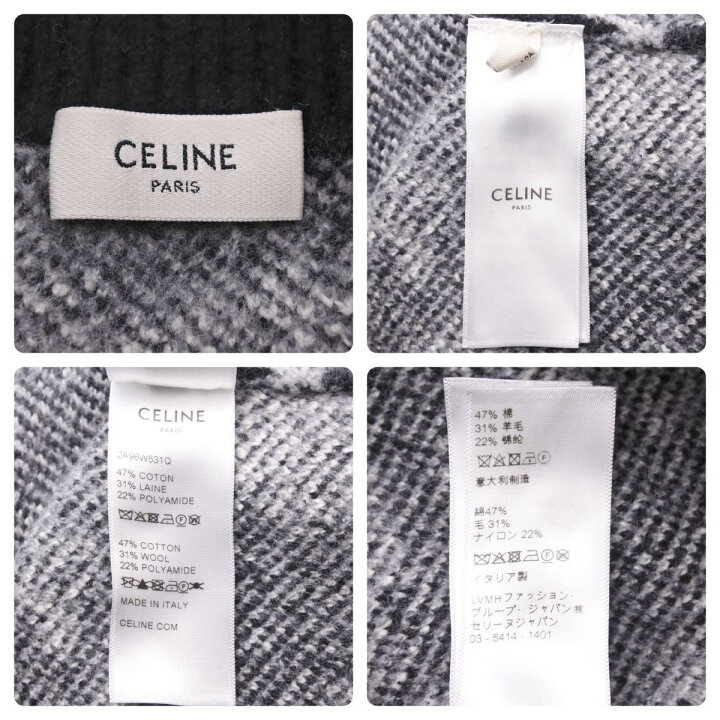 CELINE
PARIS
CELINE
PARIS
CELINE
2A96W531Q
47% COTON
31% LAINE
22% POLYAMIDE
47% COTTON
31% WOOL
22% POLYAMIDE
MADE IN ITALY
CELINE.COM
47% 棉
31% 羊毛
22% 锦纶
意大利制造
綿47%
毛 31%
ナイロン 22%
イタリア製
LVMHファッション・
グループ・ジャパン㈱
セリーヌジャパン
03 - 5414 - 1401